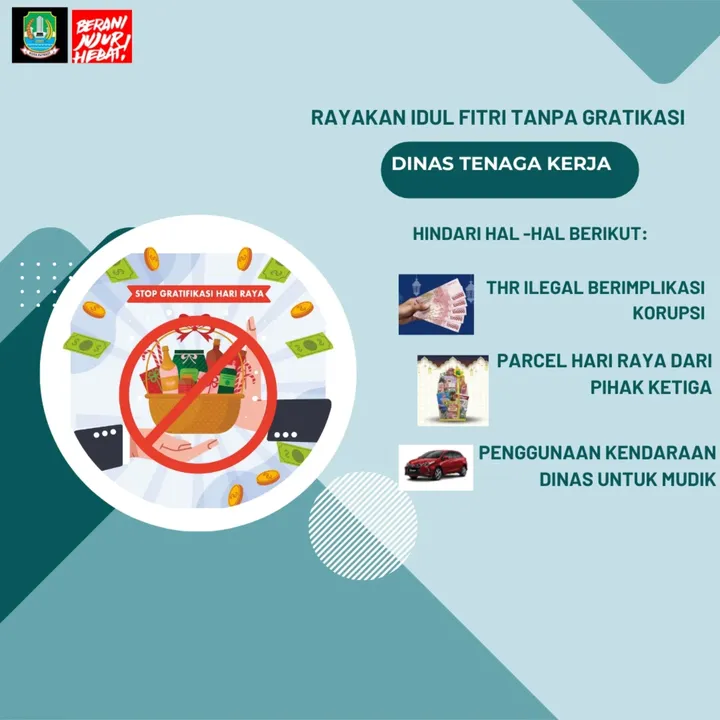 BERANI
JUJUR!
HEBAT!
RAYAKAN IDUL FITRI TANPA GRATIKASI
DINAS TENAGA KERJA
HINDARI HAL -HAL BERIKUT:
STOP GRATIFIKASI HARI RAYA
THR ILEGAL BERIMPLIKASI
KORUPSI
PARCEL HARI RAYA DARI
PIHAK KETIGA
PENGGUNAAN KENDARAAN
DINAS UNTUK MUDIK